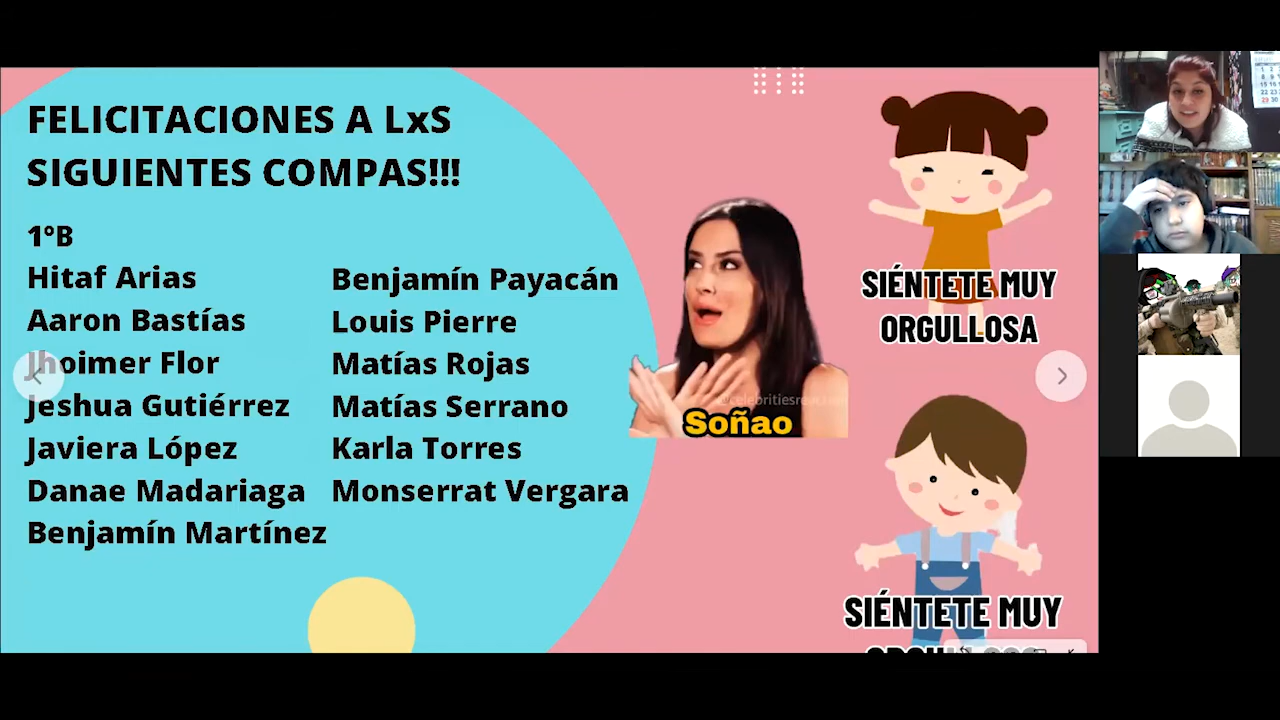 FELICITACIONES A LxS
SIGUIENTES COMPAS!!!
1°B
Hitaf Arias
Aaron Bastías
Jhoimer Flor
Jeshua Gutiérrez
Javiera López
Danae Madariaga
Benjamín Martínez
Benjamín Payacán
Louis Pierre
Matías Rojas
Matías Serrano
Karla Torres
Monserrat Vergara
Soñao
SIÉNTETE MUY
ORGULLOSA
SIÉNTETE MUY